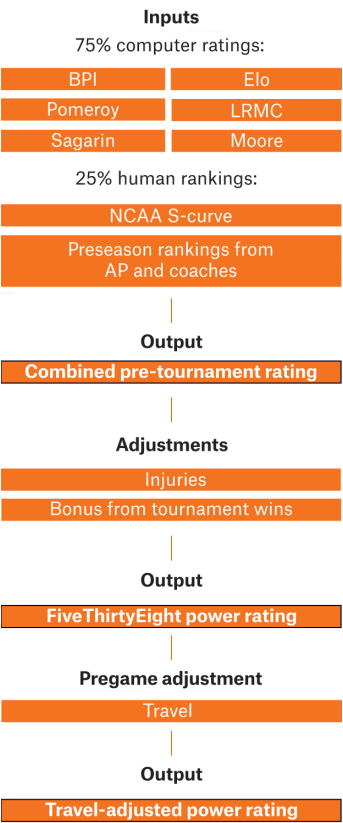 Inputs
75% computer ratings:
BPI
Elo
Pomeroy
LRMC
Sagarin
Moore
25% human rankings:
NCAA S-curve
Preseason rankings from
AP and coaches
Output
Combined pre-tournament rating
Adjustments
Injuries
Bonus from tournament wins
Output
FiveThirtyEight power rating
Pregame adjustment
Travel
Output
Travel-adjusted power rating